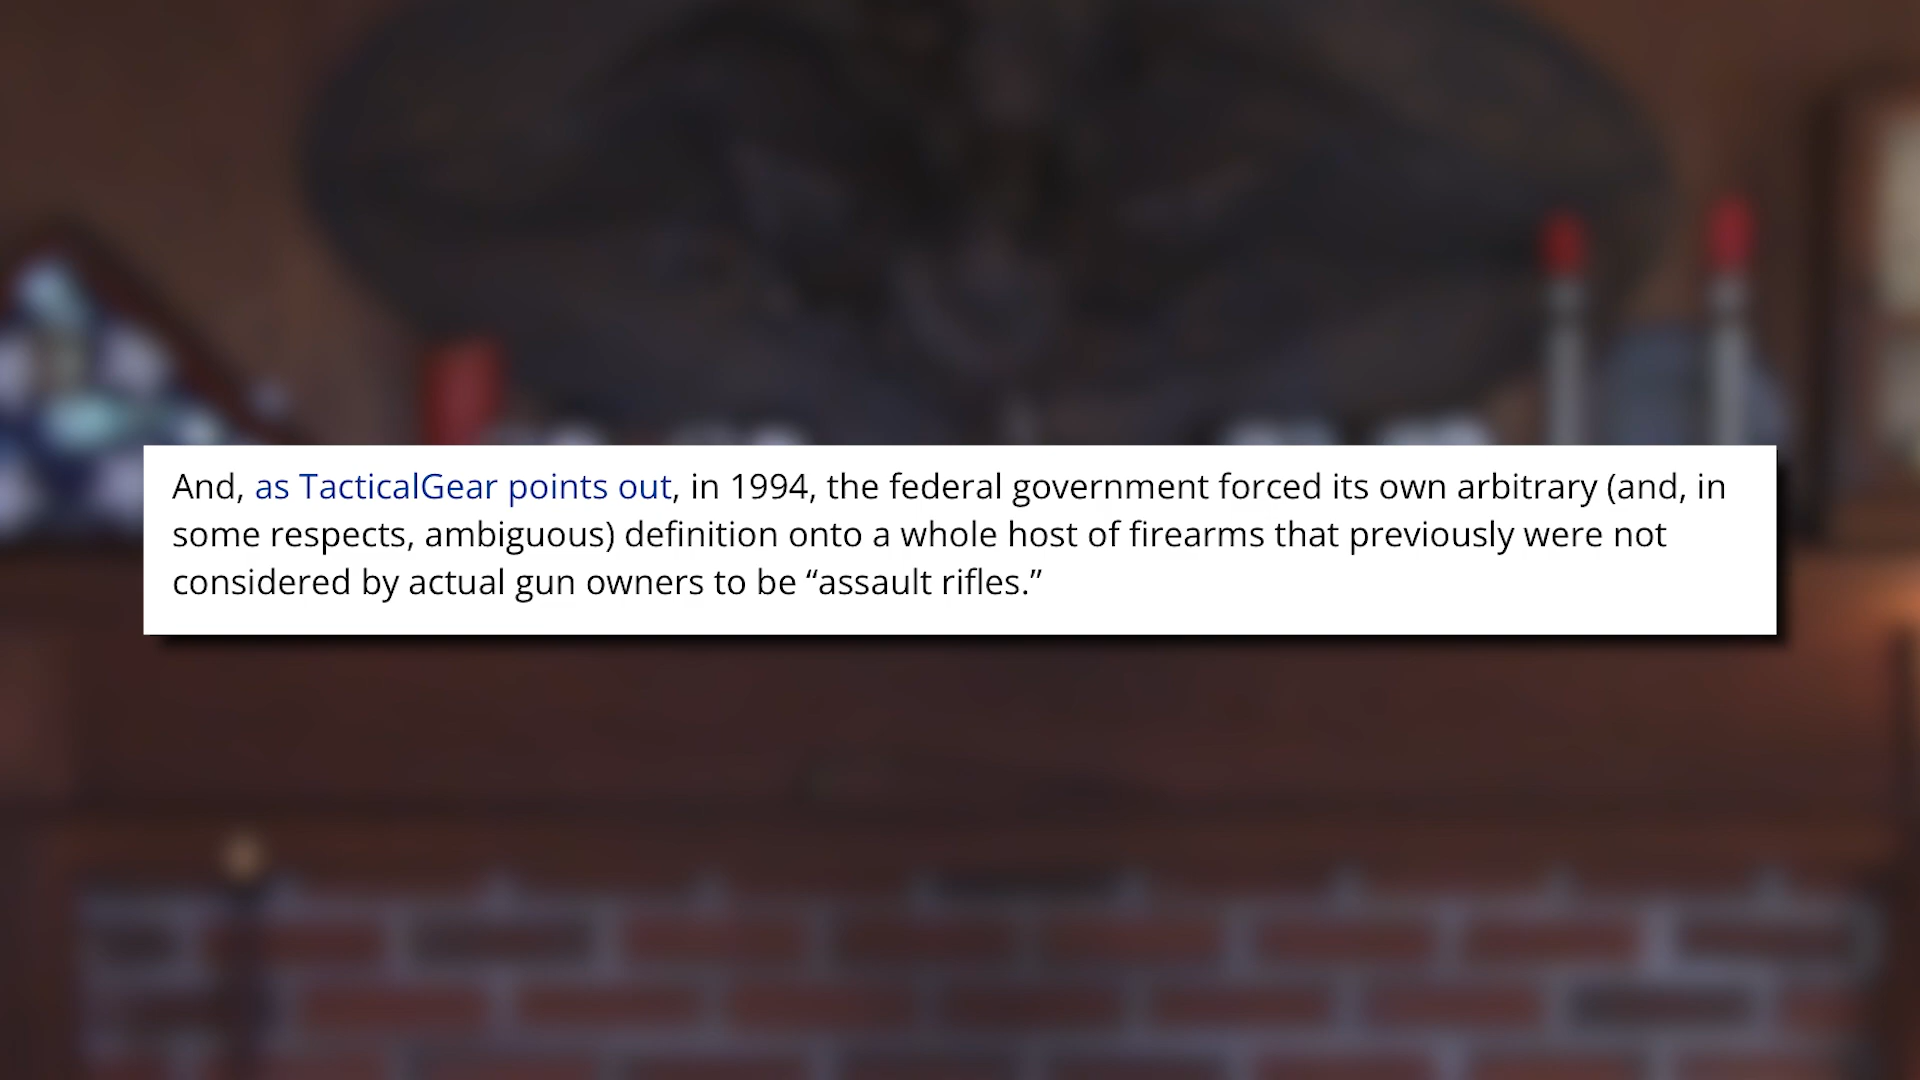 And, as TacticalGear points out, in 1994, the federal government forced its own arbitrary (and, in
some respects, ambiguous) definition onto a whole host of firearms that previously were not
considered by actual gun owners to be “assault rifles.”